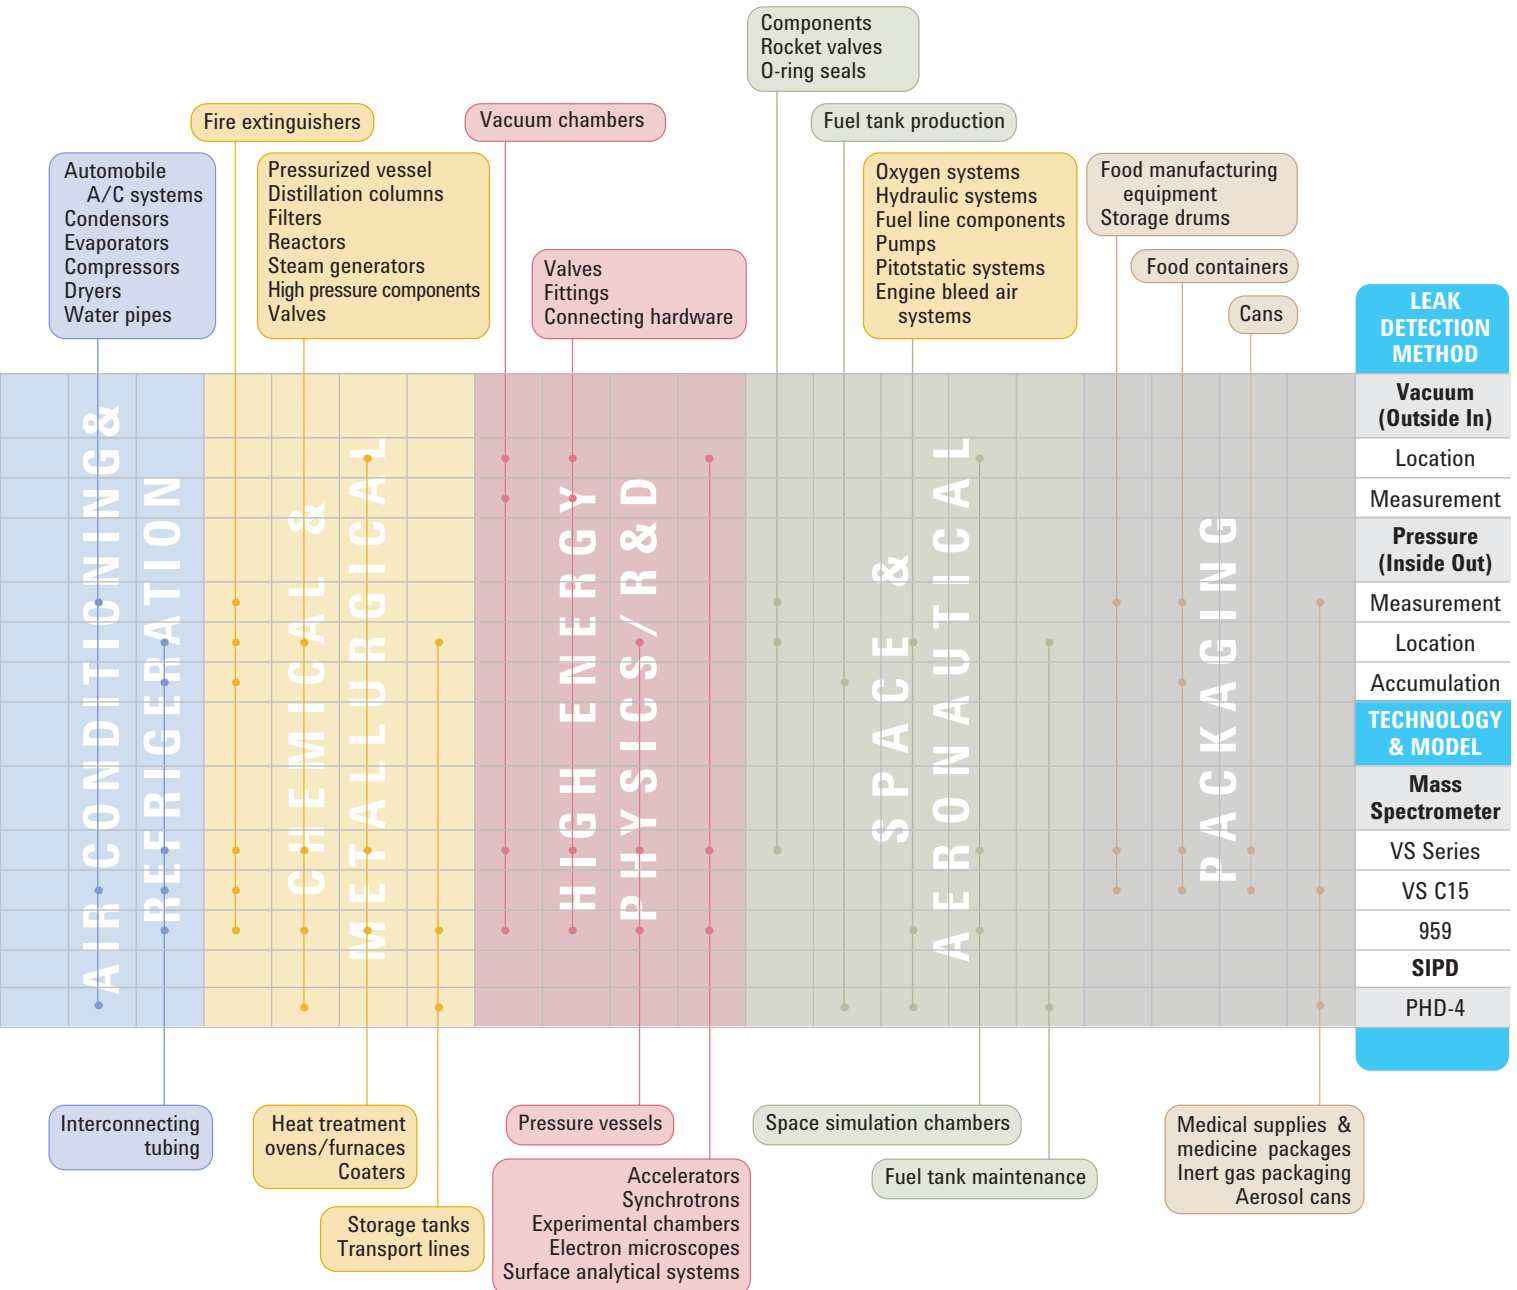 Components
Rocket valves
O-ring seals
Fire extinguishers
Vacuum chambers
Fuel tank production
Automobile
A/C systems
Condensors
Evaporators
Compressors
Dryers
Water pipes
Pressurized vessel
Distillation columns
Filters
Reactors
Steam generators
High pressure components
Valves
Valves
Fittings
Connecting hardware
Oxygen systems
Hydraulic systems
Fuel line components
Pumps
Pitotstatic systems
Engine bleed air
systems
Food manufacturing
equipment
Storage drums
Food containers
Cans
LEAK
DETECTION
METHOD
Vacuum
(Outside In)
Location
Measurement
Pressure
(Inside Out)
Measurement
Location
Accumulation
TECHNOLOGY
& MODEL
Mass
Spectrometer
VS Series
VS C15
959
SIPD
PHD-4
AIR CONDITIONING&
REFRIGERATION
CHEMICAL &
METALLURGICAL
HIGH ENERGY
PHYSICS/R&D
SPACE &
AERONAUTICAL
PACKAGING
Interconnecting
tubing
Heat treatment
ovens/furnaces
Coaters
Storage tanks
Transport lines
Pressure vessels
Accelerators
Synchrotrons
Experimental chambers
Electron microscopes
Surface analytical systems
Space simulation chambers
Fuel tank maintenance
Medical supplies &
medicine packages
Inert gas packaging
Aerosol cans